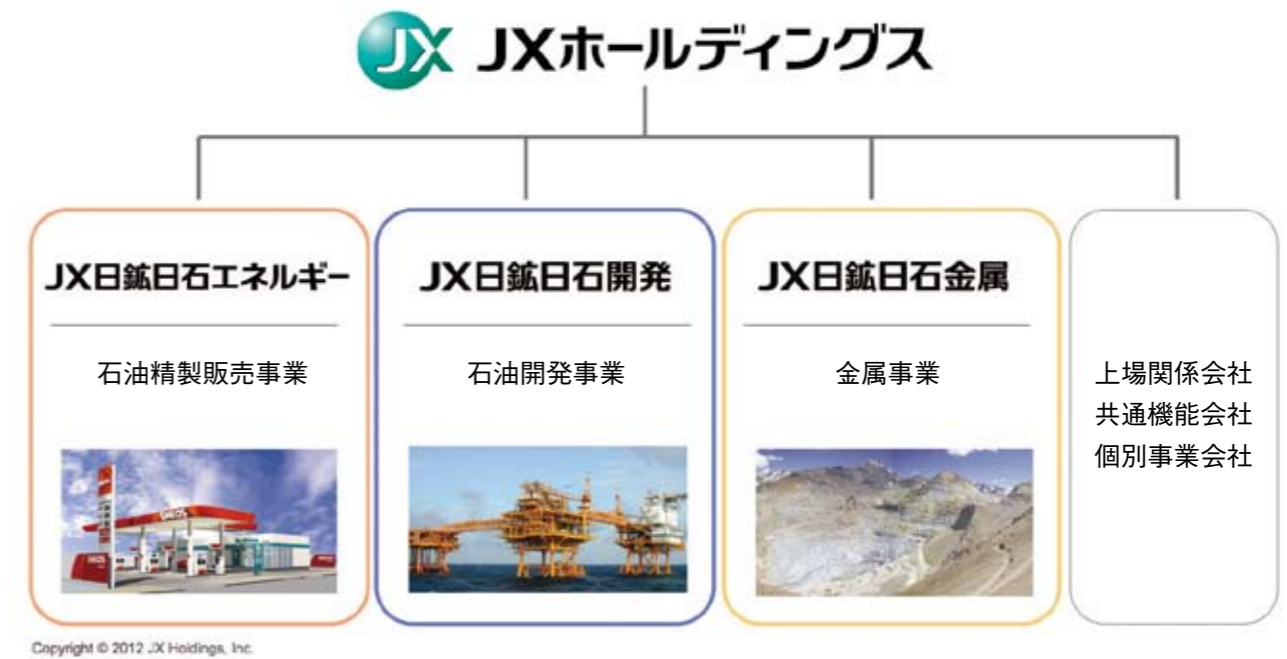 JX JXホールディングス
JX日鉱日石エネルギー
石油精製販売事業
JX日鉱日石開発
石油開発事業
JX日鉱日石金属
金属事業
上場関係会社
共通機能会社
個別事業会社
Copyright © 2012 JX Holdings, Inc.